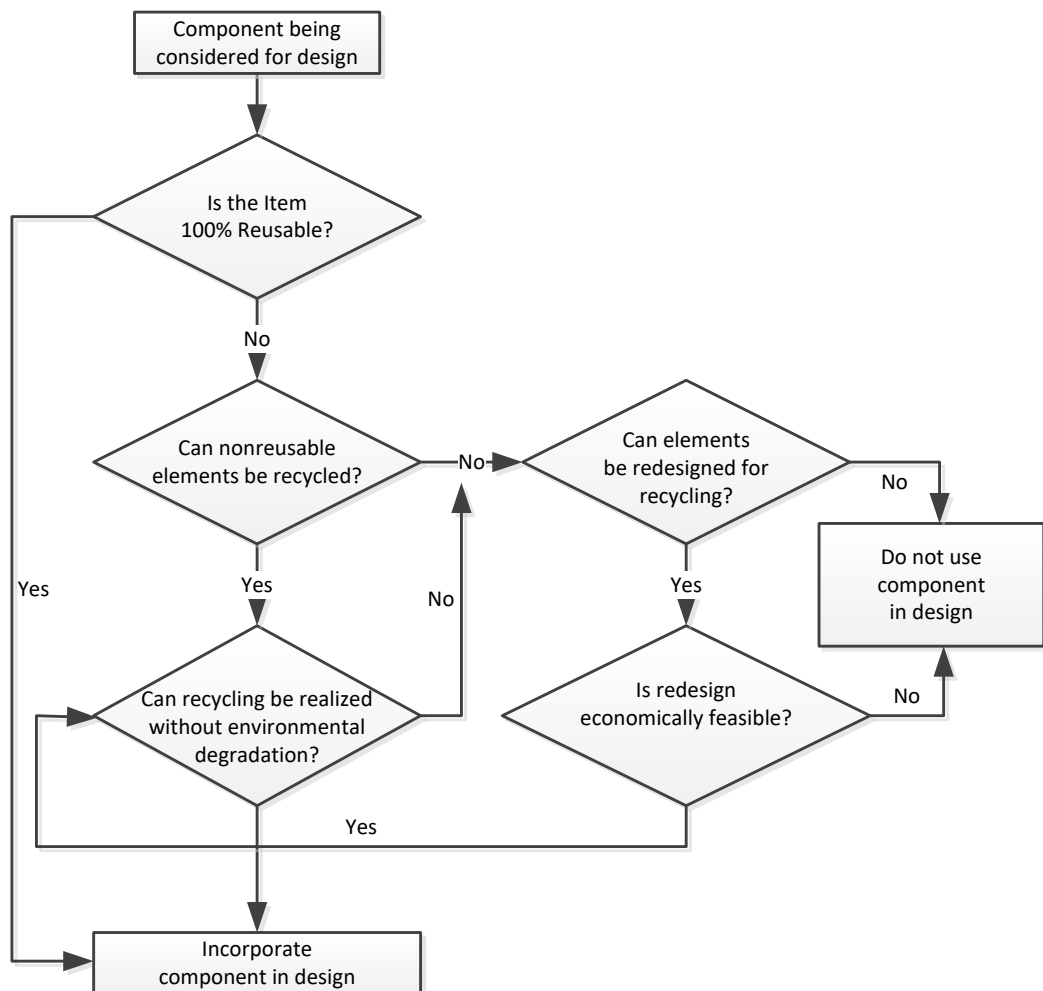 Component being
considered for design
Is the Item
100% Reusable?
No
Can nonreusable
elements be recycled?
No
Can elements
be redesigned for
recycling?
No
Yes
Yes
No
Yes
Do not use
component
in design
Can recycling be realized
without environmental
degradation?
Is redesign
economically feasible?
No
Yes
Incorporate
component in design